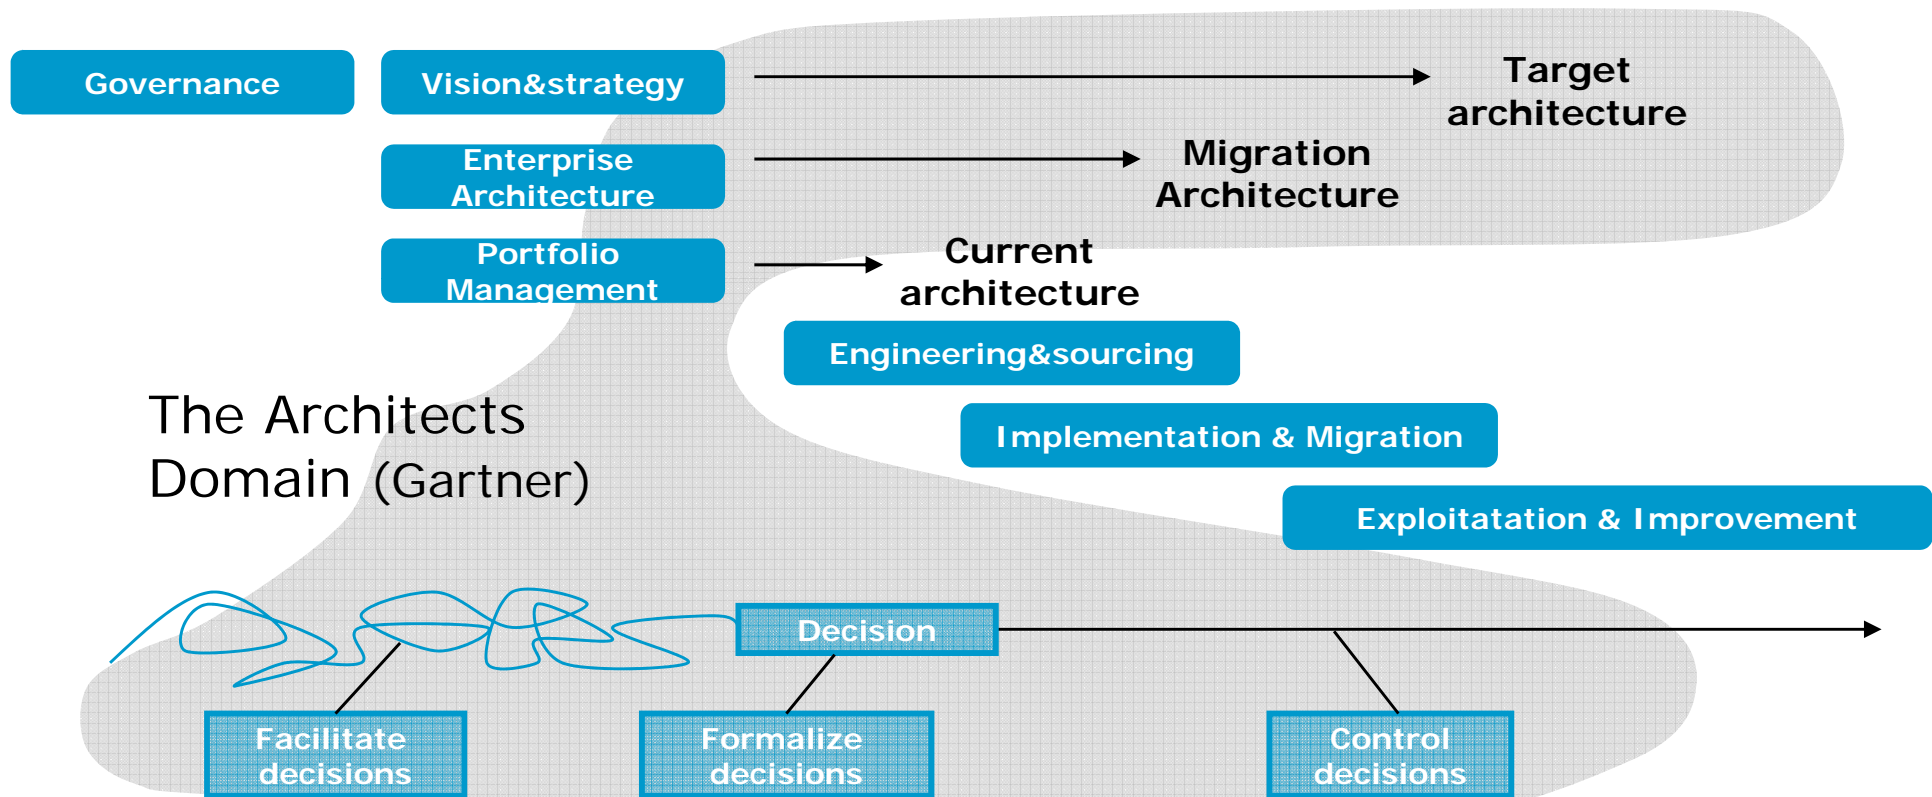 Governance
Vision&strategy
Target
architecture
Enterprise
Architecture
Migration
Architecture
Portfolio
Management
Current
architecture
Engineering&sourcing
The Architects
Domain (Gartner)
Implementation & Migration
Exploitatation & Improvement
Decision
Facilitate
decisions
Formalize
decisions
Control
decisions